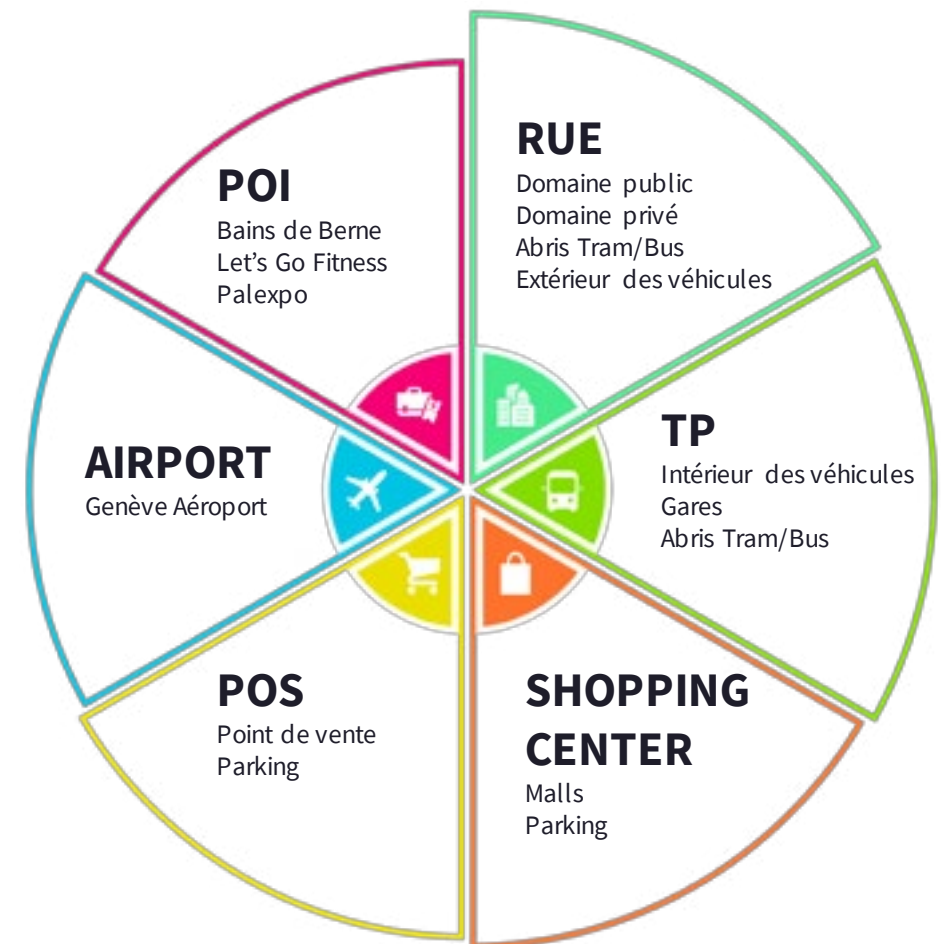 RUE
Domaine public
Domaine privé
Abris Tram/Bus
Extérieur des véhicules
POI
Bains de Berne
Let's Go Fitness
Palexpo
TP
Intérieur des véhicules
Gares
Abris Tram/Bus
AIRPORT
Genève Aéroport
POS
Point de vente
Parking
SHOPPING
CENTER
Malls
Parking